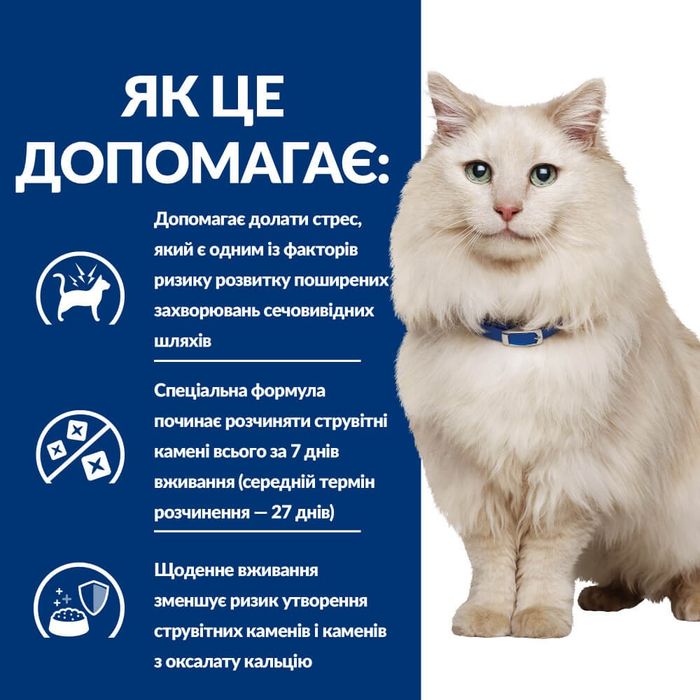 ЯК ЦЕ
ДОПОМАГАЄ:
Допомагає долати стрес,
який є одним із факторів
ризику розвитку поширених
захворювань сечовивідних
шляхів
Спеціальна формула
починає розчиняти струвітні
камені всього за 7 днів
вживання (середній термін
розчинення — 27 днів)
Щоденне вживання
зменшує ризик утворення
струвітних каменів і каменів
з оксалату кальцію